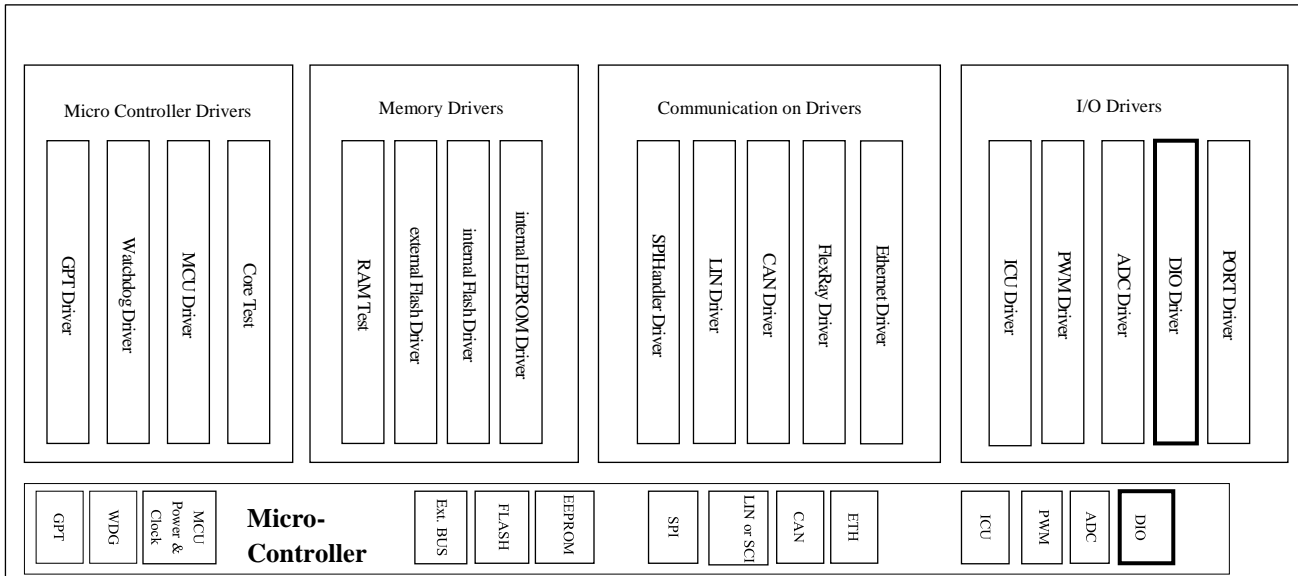 Micro Controller Drivers
Memory Drivers
Communication on Drivers
I/O Drivers
GPT Driver
Watchdog Driver
MCU Driver
Core Test
RAM Test
external Flash Driver
internal Flash Driver
internal EEPROM Driver
SPIHandler Driver
LIN Driver
CAN Driver
FlexRay Driver
Ethernet Driver
ICU Driver
PWM Driver
ADC Driver
DIO Driver
PORT Driver
GPT
WDG
MCU
Power &
Clock
Micro-
Controller
Ext. BUS
FLASH
EEPROM
SPI
LIN or SCI
CAN
ETH
ICU
PWM
ADC
DIO